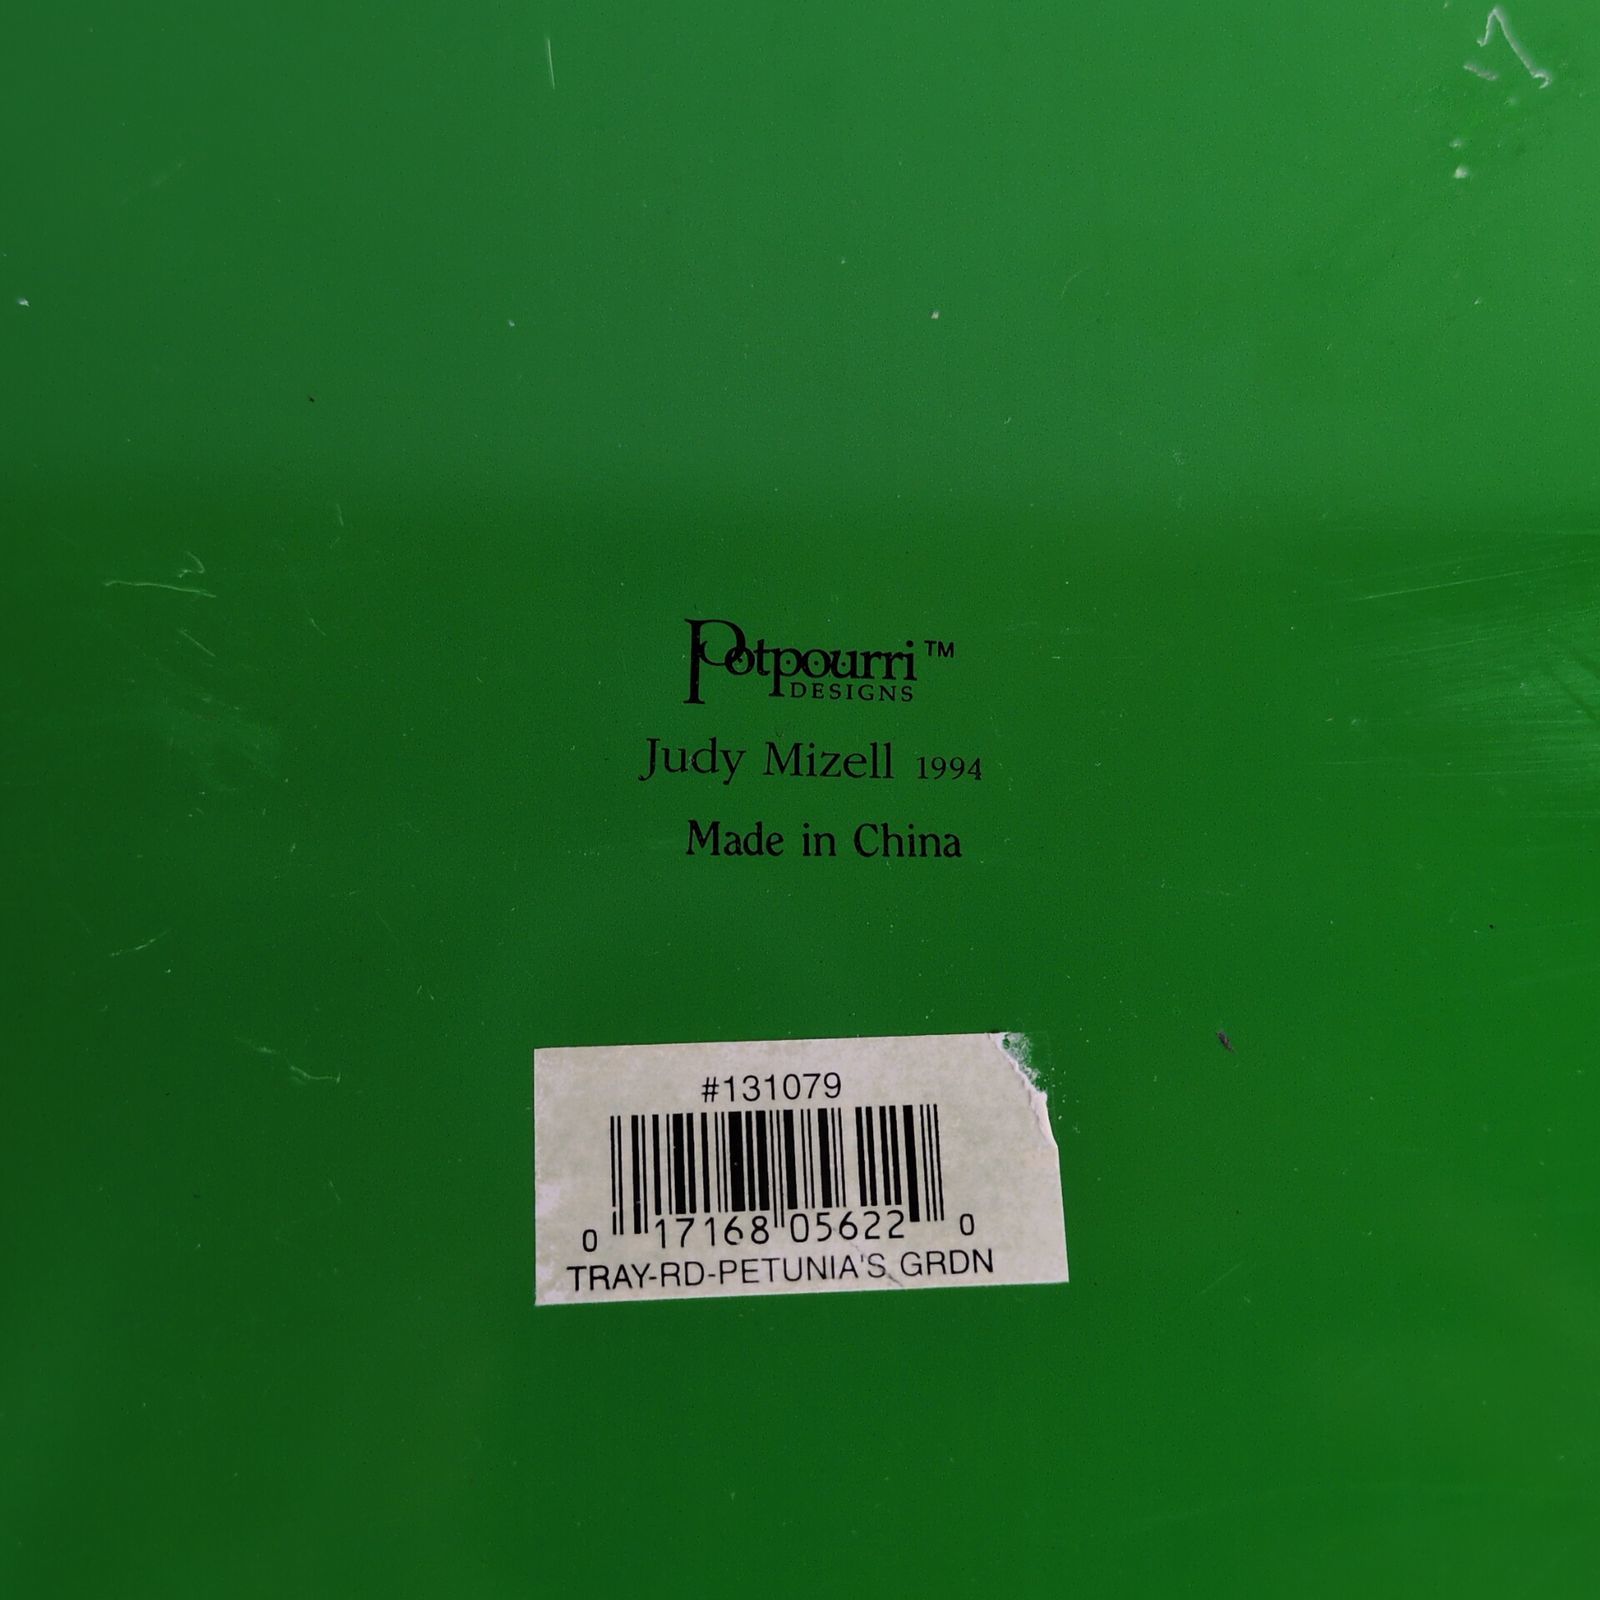 Potpourri™
DESIGNS
Judy Mizell 1994
Made in China
#131079
0 17168 05622 0
TRAY-RD-PETUNIA'S GRDN